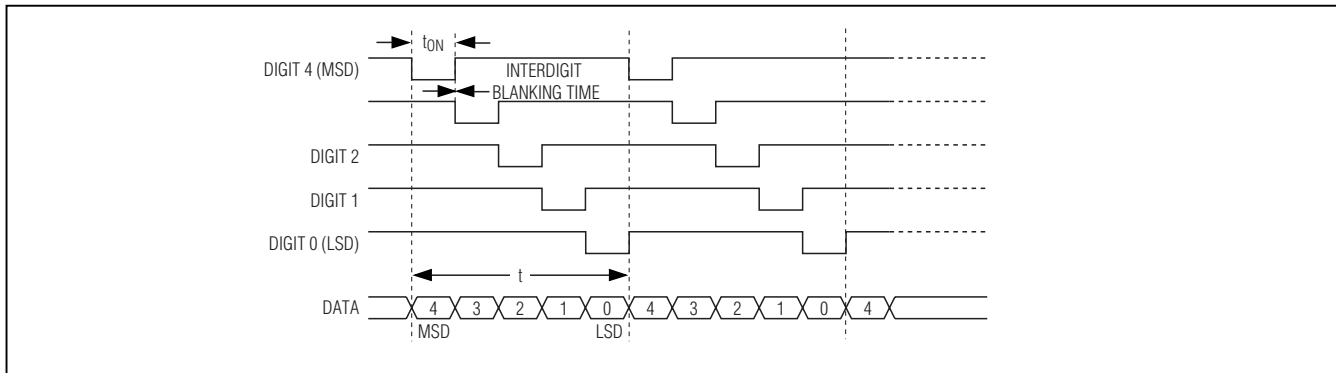 tON
DIGIT 4 (MSD)
INTERDIGIT
BLANKING TIME
DIGIT 2
DIGIT 1
DIGIT 0 (LSD)
t
DATA 4 3 2 1 0 4 3 2 1 0 4
MSD LSD